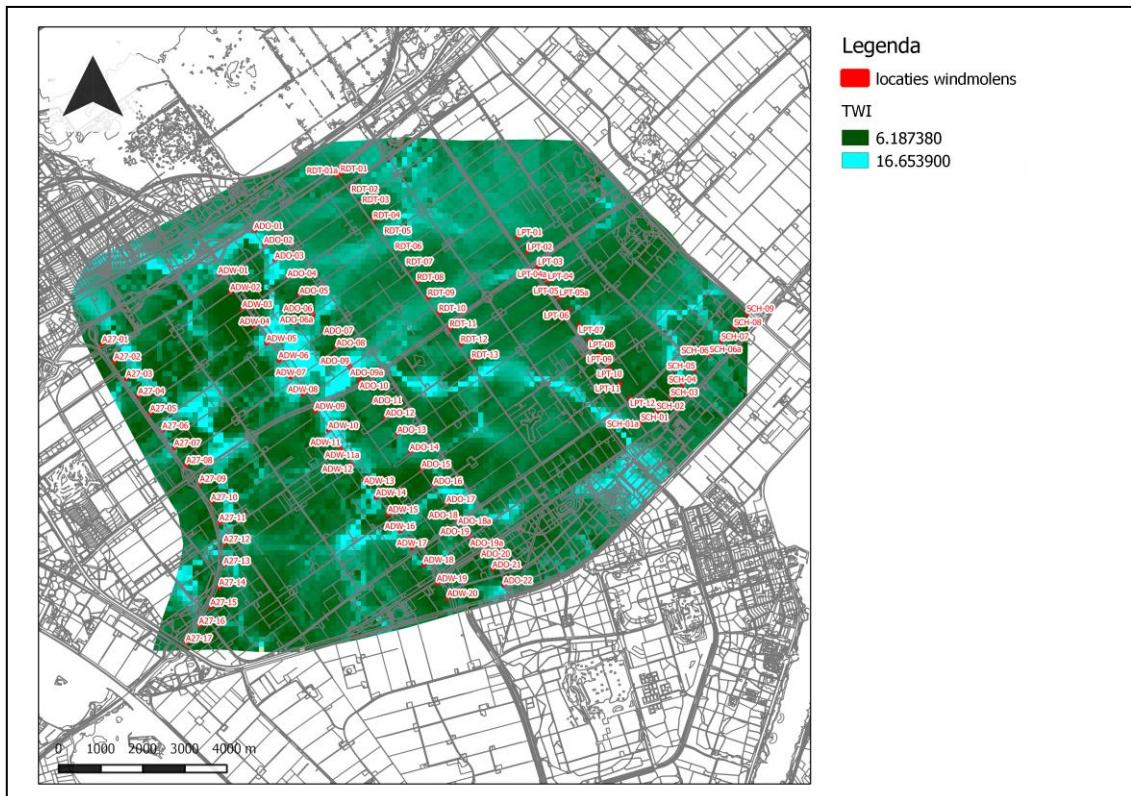 Legenda
locaties windmolens
TWI
6.187380
16.653900
RDT-01a
RDT-01
RDT-02
RDT-03
RDT-04
RDT-05
RDT-06
RDT-07
RDT-08
RDT-09
RDT-10
RDT-11
RDT-12
RDT-13
ADO-01
ADO-02
ADO-03
ADO-04
ADO-05
ADO-06
ADO-06a
ADO-07
ADO-08
ADO-09
ADO-09a
ADO-10
ADO-11
ADO-12
ADO-13
ADO-14
ADO-15
ADO-16
ADO-17
ADO-18
ADO-18a
ADO-19
ADO-19a
ADO-20
ADO-21
ADO-22
ADW-01
ADW-02
ADW-03
ADW-04
ADW-05
ADW-06
ADW-07
ADW-08
ADW-09
ADW-10
ADW-11
ADW-11a
ADW-12
ADW-13
ADW-14
ADW-15
ADW-16
ADW-17
ADW-18
ADW-19
ADW-20
A27-01
A27-02
A27-03
A27-04
A27-05
A27-06
A27-07
A27-08
A27-09
A27-10
A27-11
A27-12
A27-13
A27-14
A27-15
A27-16
A27-17
LPT-01
LPT-02
LPT-03
LPT-04a
LPT-04
LPT-05
LPT-05a
LPT-06
LPT-07
LPT-08
LPT-09
LPT-10
LPT-11
LPT-12
SCH-09
SCH-08
SCH-07
SCH-06a
SCH-06
SCH-05
SCH-04
SCH-03
SCH-02
SCH-01
SCH-01a
0 1000 2000 3000 4000 m